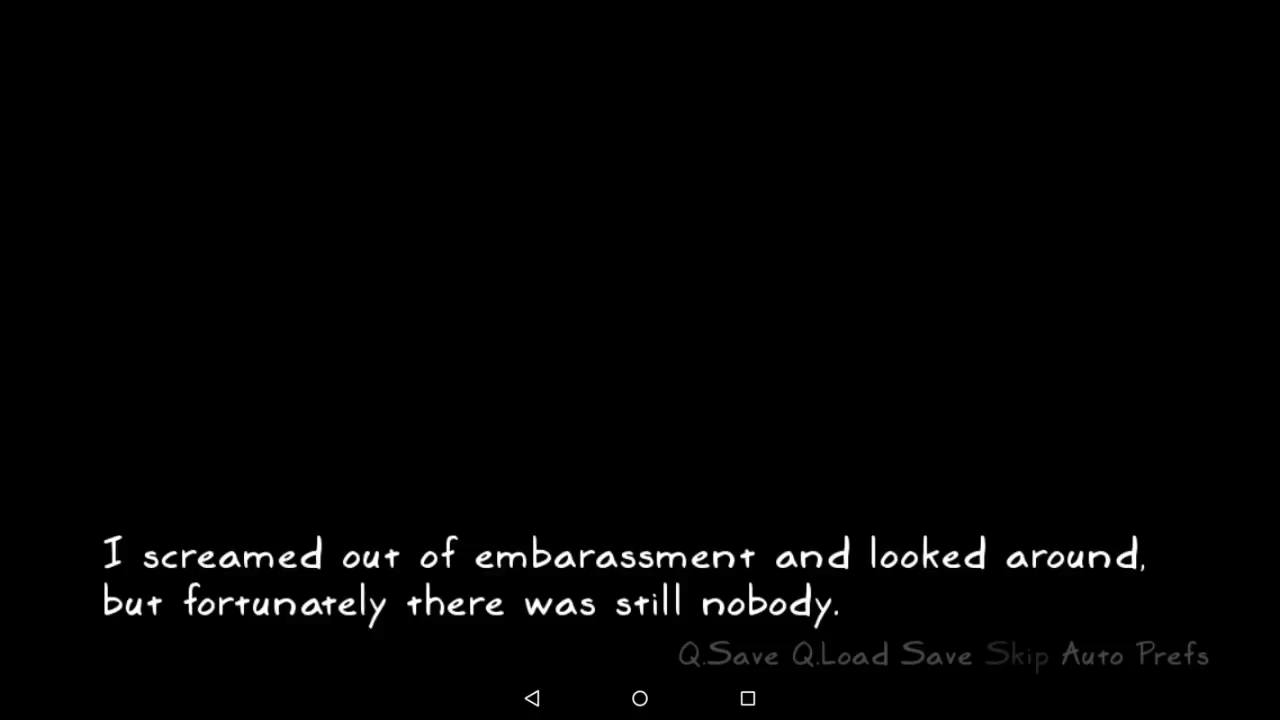 I screamed out of embarassment and looked around,
but fortunately there was still nobody.
Q.Save Q.Load Save Skip Auto Prefs